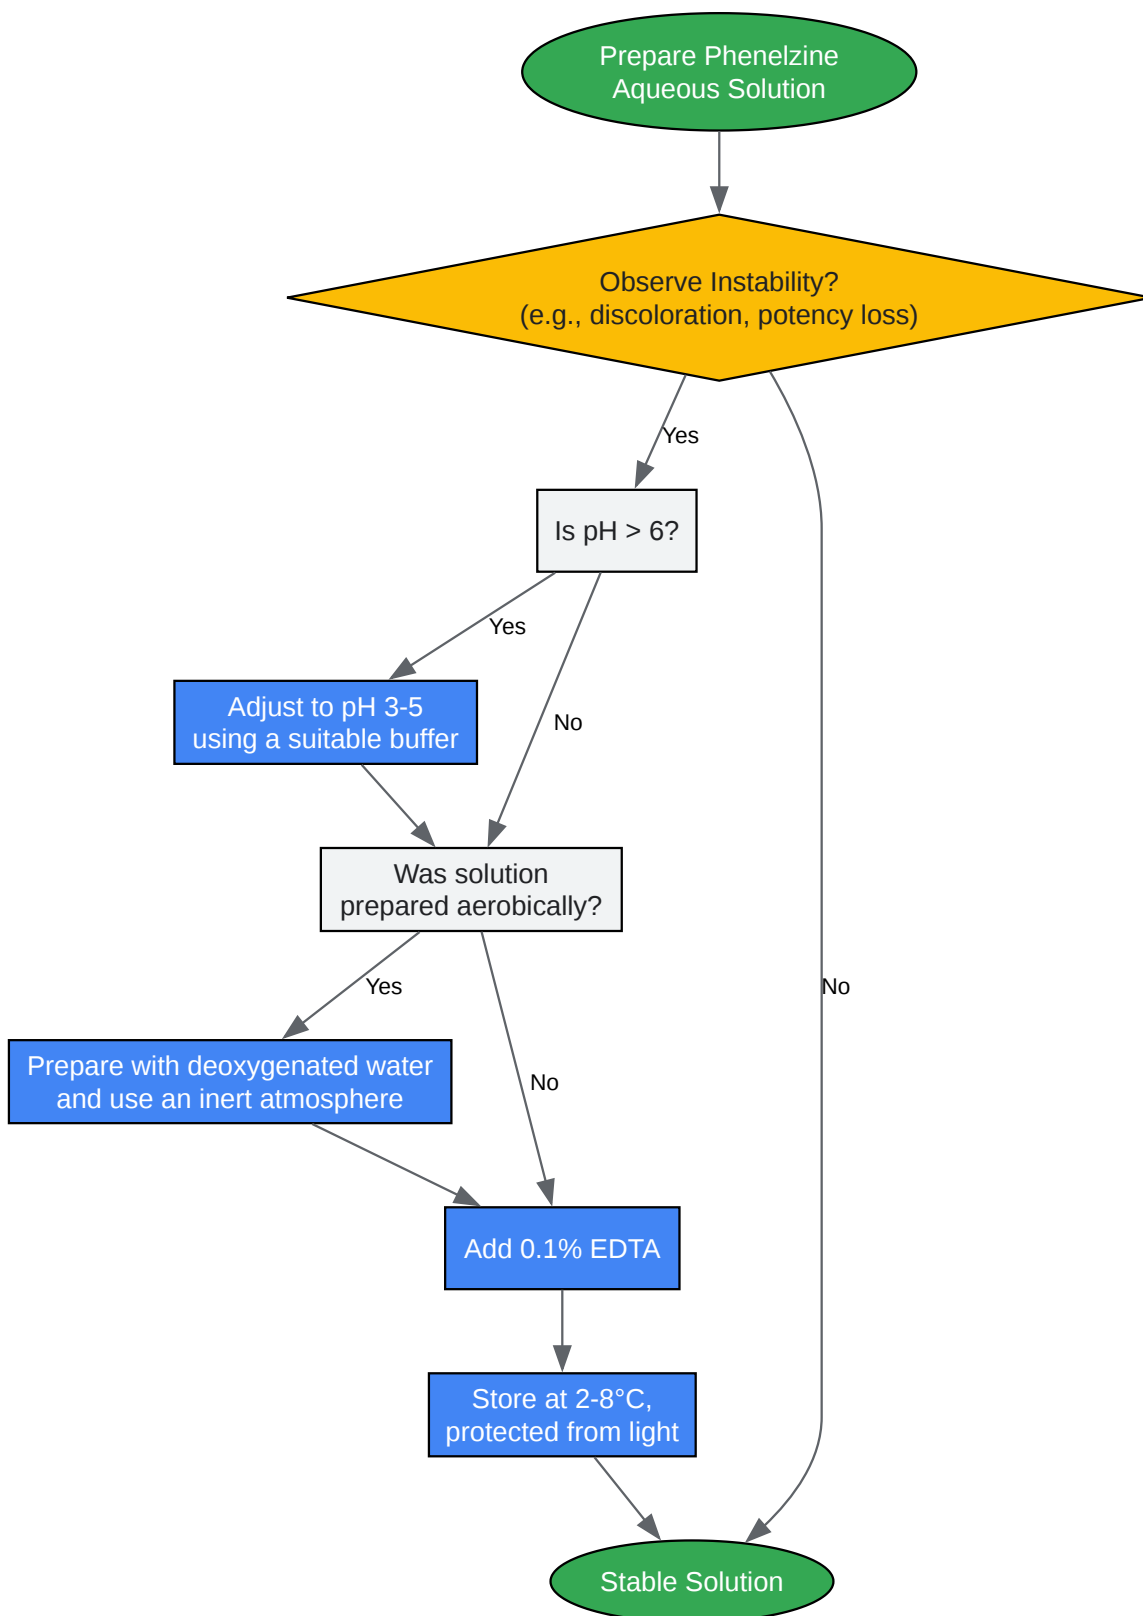 Prepare Phenelzine
Aqueous Solution
Observe Instability?
(e.g., discoloration, potency loss)
Yes
Is pH > 6?
Yes
Adjust to pH 3-5
using a suitable buffer
No
Was solution
prepared aerobically?
Yes
No
Prepare with deoxygenated water
and use an inert atmosphere
No
Add 0.1% EDTA
Store at 2-8°C,
protected from light
Stable Solution